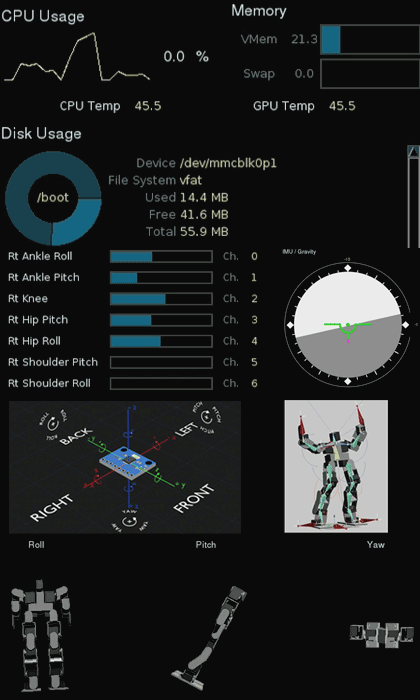 CPU Usage
Memory
VMem 21.3
0.0 %
Swap 0.0
CPU Temp 45.5
GPU Temp 45.5
Disk Usage
/boot
Device /dev/mmcblk0p1
File System vfat
Used 14.4 MB
Free 41.6 MB
Total 55.9 MB
IMU / Gravity
Rt Ankle Roll Ch. 0
Rt Ankle Pitch Ch. 1
Rt Knee Ch. 2
Rt Hip Pitch Ch. 3
Rt Hip Roll Ch. 4
Rt Shoulder Pitch Ch. 5
Rt Shoulder Roll Ch. 6
ROLL
ROLL
PITCH
PITCH
BACK
LEFT
RIGHT
FRONT
YAW
Roll
Pitch
Yaw